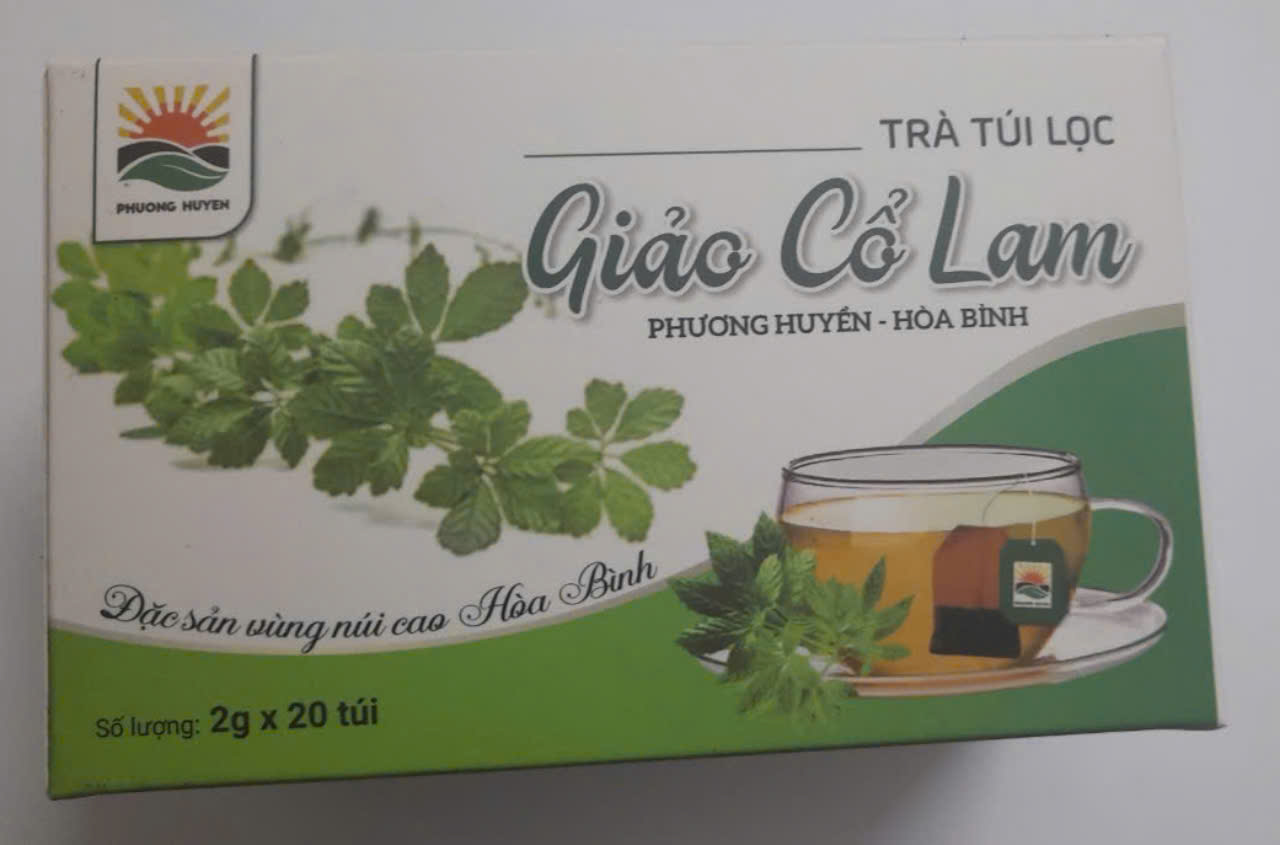 PHUONG HUYEN
TRÀ TÚI LỌC
Giảo Cổ Lam
PHƯƠNG HUYỀN - HÒA BÌNH
Đặc sản vùng núi cao Hòa Bình
Số lượng: 2g x 20 túi